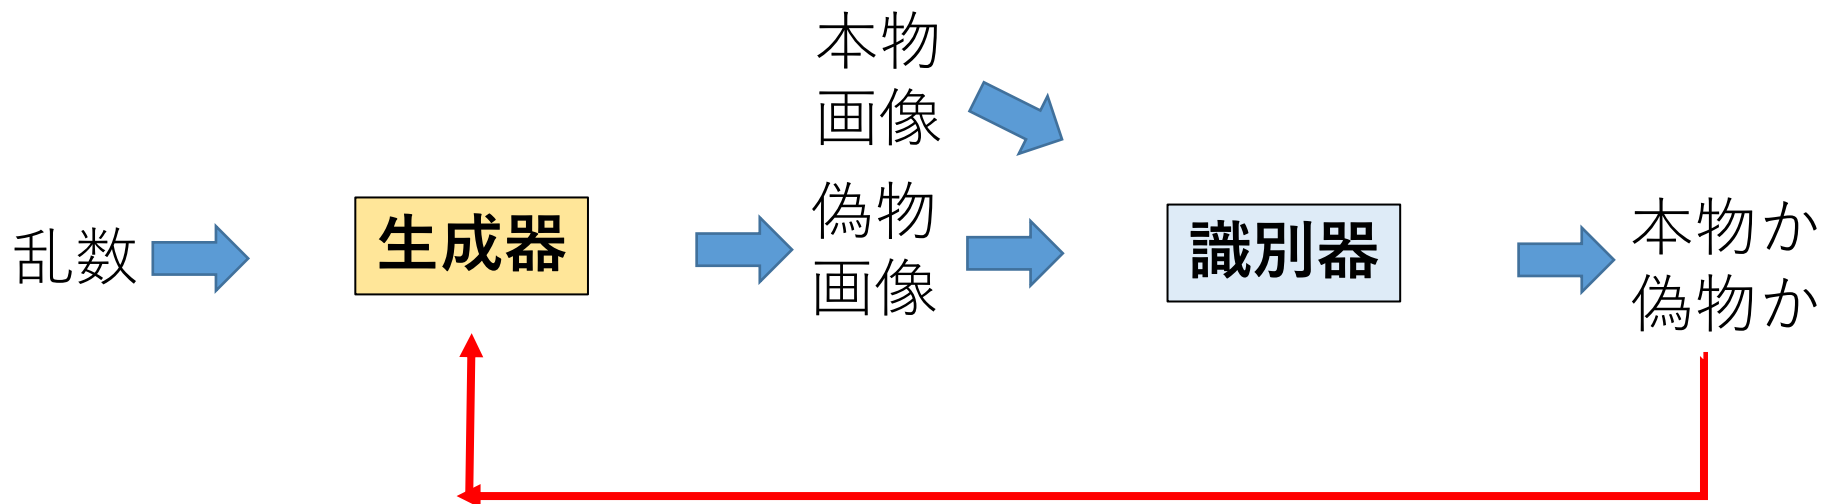 本物
画像
乱数
生成器
偽物
画像
識別器
本物か
偽物か